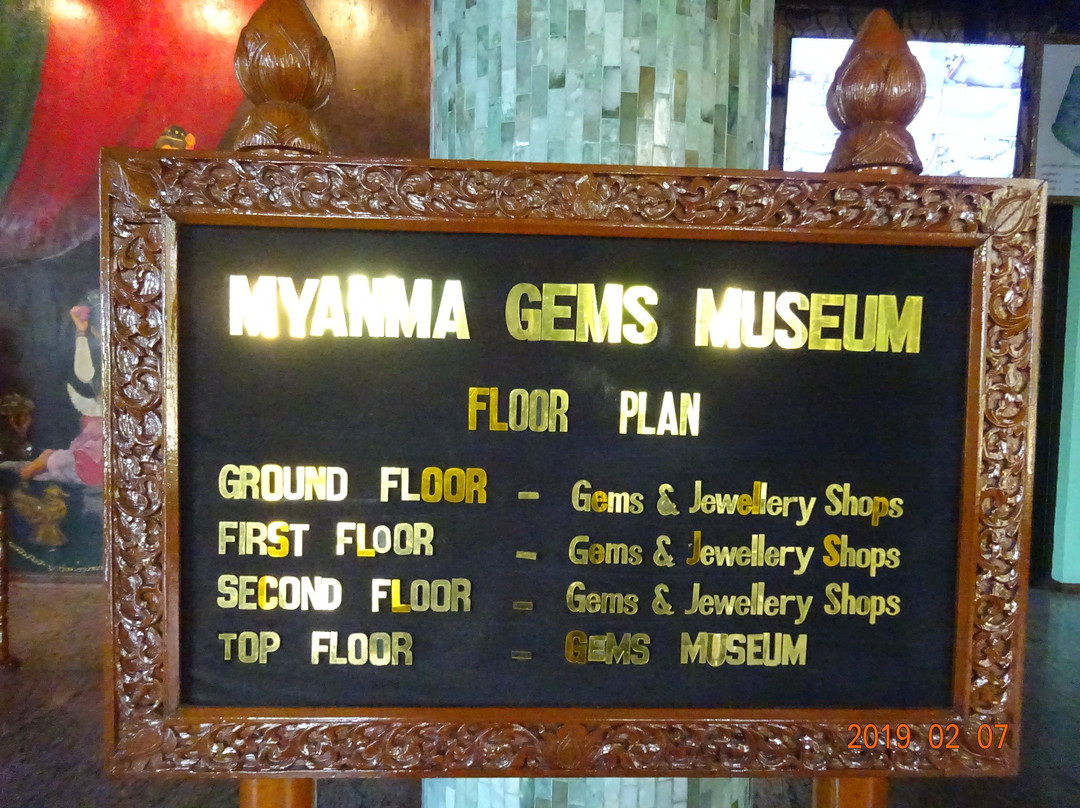 MYANMA GEMS MUSEUM
FLOOR PLAN
GROUND FLOOR - Gems & Jewellery Shops
FIRST FLOOR - Gems & Jewellery Shops
SECOND FLOOR - Gems & Jewellery Shops
TOP FLOOR - GEMS MUSEUM
2019 02 07